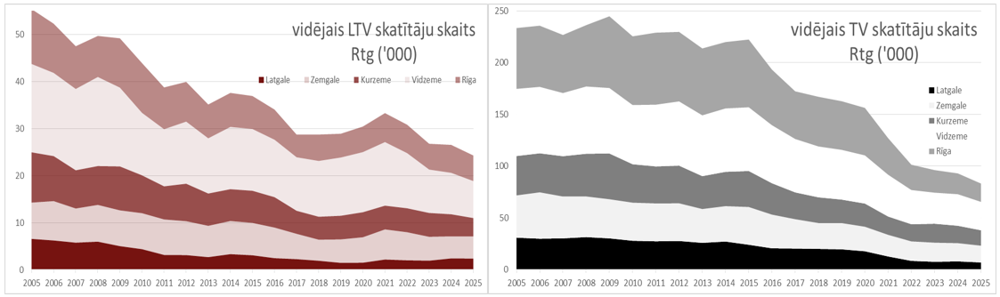 vidējais LTV skatītāju skaits
Rtg ('000)
Latgale Zemgale Kurzeme Vidzeme Rīga
50
40
30
20
10
0
2005 2006 2007 2008 2009 2010 2011 2012 2013 2014 2015 2016 2017 2018 2019 2020 2021 2022 2023 2024 2025
vidējais TV skatītāju skaits
Rtg ('000)
Latgale
Zemgale
Kurzeme
Vidzeme
Rīga
250
200
150
100
50
0
2005 2006 2007 2008 2009 2010 2011 2012 2013 2014 2015 2016 2017 2018 2019 2020 2021 2022 2023 2024 2025